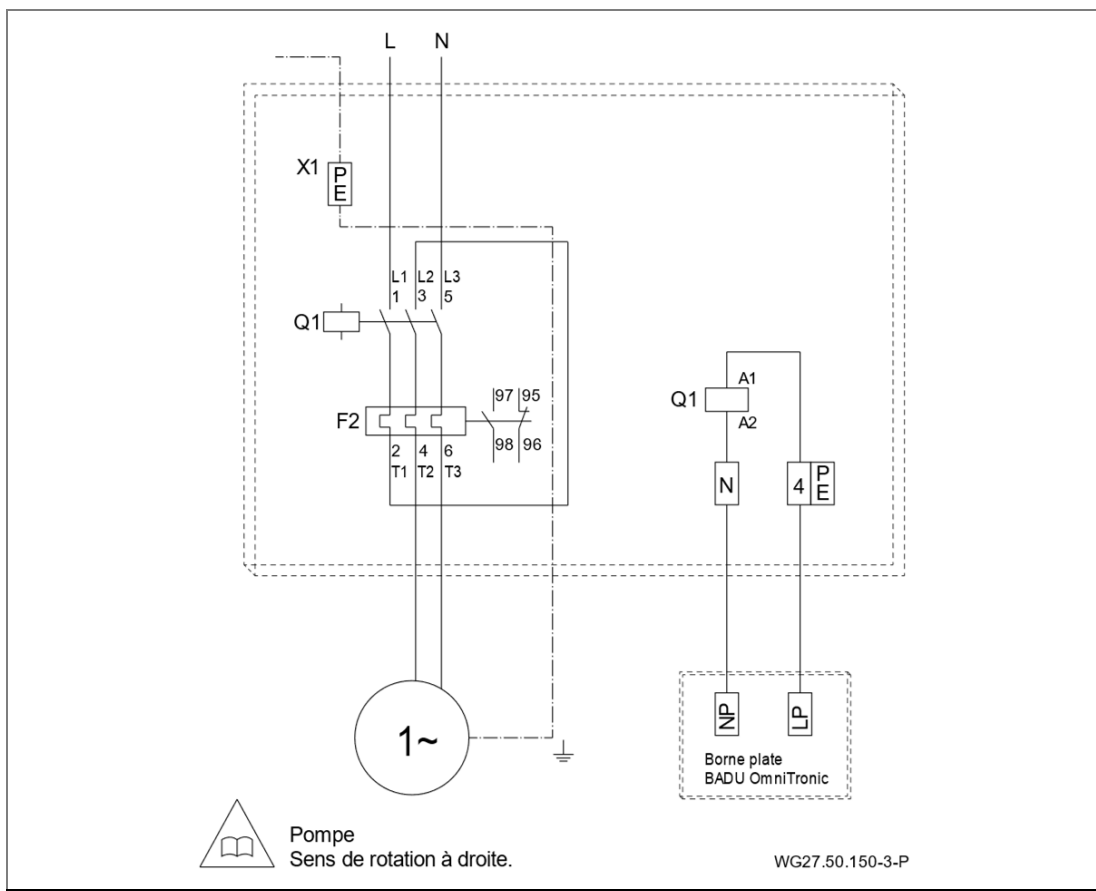 L N
X1
PE
L1 L2 L3
1 3 5
Q1
97 95
F2
98 96
2 4 6
T1 T2 T3
A1
Q1
A2
N
4
PE
1~
NP
LP
Borne plate
BADU OmniTronic
Pompe
Sens de rotation à droite.
WG27.50.150-3-P